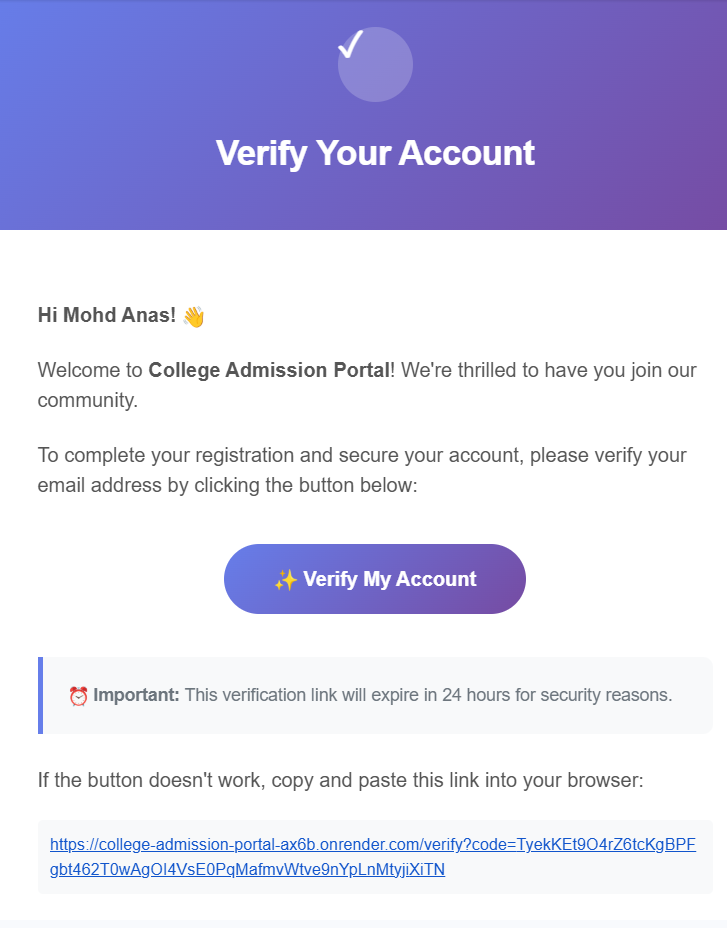 ✓
Verify Your Account
Hi Mohd Anas! 👋
Welcome to College Admission Portal! We're thrilled to have you join our
community.
To complete your registration and secure your account, please verify your
email address by clicking the button below:
✨ Verify My Account
⏰ Important: This verification link will expire in 24 hours for security reasons.
If the button doesn't work, copy and paste this link into your browser:
https://college-admission-portal-ax6b.onrender.com/verify?code=TyekKEt9O4rZ6tcKgBPF
gbt462T0wAgOI4VsE0PqMafmvWtve9nYpLnMtyjiXiTN